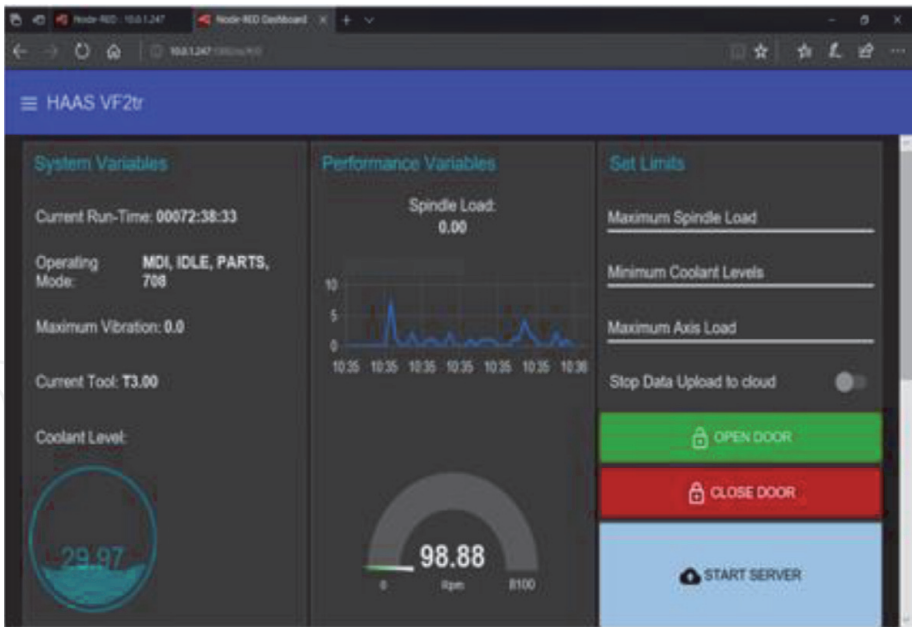 Node-RED : 10.0.1.247
Node-RED Dashboard
10.0.1.247
HAAS VF2tr
System Variables
Current Run-Time: 00072:38:33
Operating Mode: MDI, IDLE, PARTS,
708
Maximum Vibration: 0.0
Current Tool: T3.00
Coolant Level:
29.97
Performance Variables
Spindle Load:
0.00
10
5
0
10:35 10:35 10:35 10:35 10:35 10:35 10:36
98.88
0 Rpm 8100
Set Limits
Maximum Spindle Load
Minimum Coolant Levels
Maximum Axis Load
Stop Data Upload to cloud
OPEN DOOR
CLOSE DOOR
START SERVER